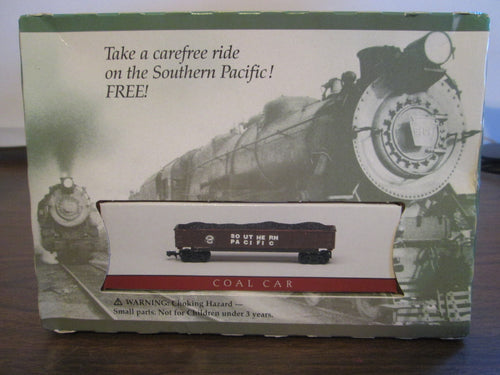 Take a carefree ride
on the Southern Pacific!
FREE!
SOUTHERN
PACIFIC
COAL CAR
⚠ WARNING: Choking Hazard —
Small parts. Not for Children under 3 years.